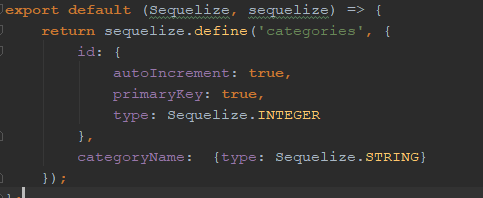 export default (Sequelize, sequelize) => {
    return sequelize.define('categories', {
        id: {
            autoIncrement: true,
            primaryKey: true,
            type: Sequelize.INTEGER
        },
        categoryName:  {type: Sequelize.STRING}
    });
};